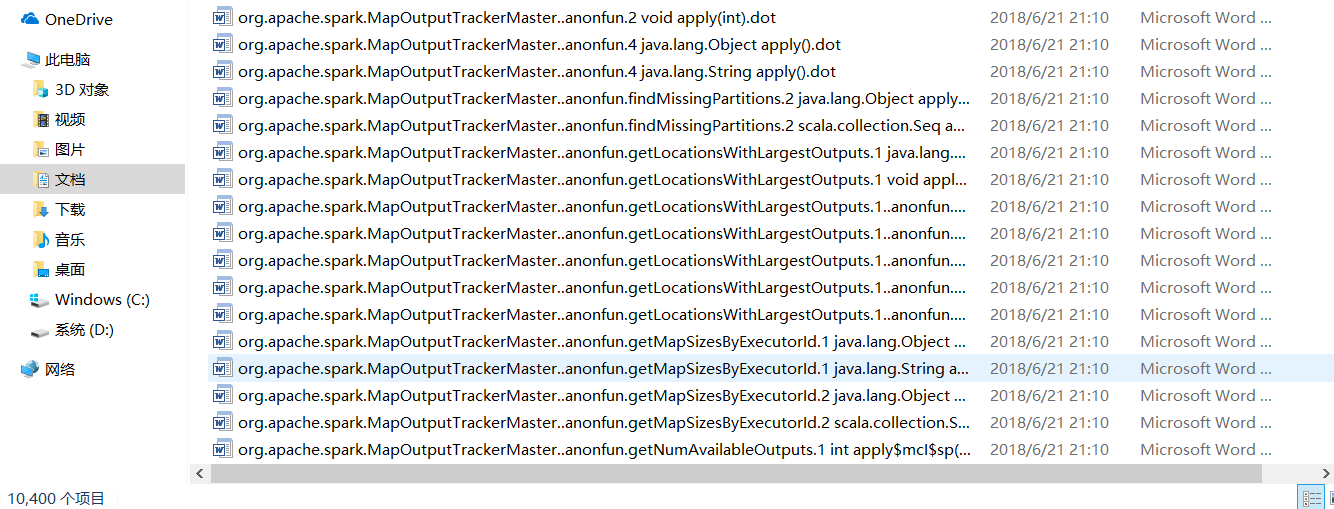 OneDrive
此电脑
3D 对象
视频
图片
文档
下载
音乐
桌面
Windows (C:)
系统 (D:)
网络
org.apache.spark.MapOutputTrackerMaster..anonfun.2 void apply(int).dot 2018/6/21 21:10 Microsoft Word ...
org.apache.spark.MapOutputTrackerMaster..anonfun.4 java.lang.Object apply().dot 2018/6/21 21:10 Microsoft Word ...
org.apache.spark.MapOutputTrackerMaster..anonfun.4 java.lang.String apply().dot 2018/6/21 21:10 Microsoft Word ...
org.apache.spark.MapOutputTrackerMaster..anonfun.findMissingPartitions.2 java.lang.Object apply... 2018/6/21 21:10 Microsoft Word ...
org.apache.spark.MapOutputTrackerMaster..anonfun.findMissingPartitions.2 scala.collection.Seq a... 2018/6/21 21:10 Microsoft Word ...
org.apache.spark.MapOutputTrackerMaster..anonfun.getLocationsWithLargestOutputs.1 java.lang.... 2018/6/21 21:10 Microsoft Word ...
org.apache.spark.MapOutputTrackerMaster..anonfun.getLocationsWithLargestOutputs.1 void appl... 2018/6/21 21:10 Microsoft Word ...
org.apache.spark.MapOutputTrackerMaster..anonfun.getLocationsWithLargestOutputs.1..anonfun.... 2018/6/21 21:10 Microsoft Word ...
org.apache.spark.MapOutputTrackerMaster..anonfun.getLocationsWithLargestOutputs.1..anonfun.... 2018/6/21 21:10 Microsoft Word ...
org.apache.spark.MapOutputTrackerMaster..anonfun.getLocationsWithLargestOutputs.1..anonfun.... 2018/6/21 21:10 Microsoft Word ...
org.apache.spark.MapOutputTrackerMaster..anonfun.getLocationsWithLargestOutputs.1..anonfun.... 2018/6/21 21:10 Microsoft Word ...
org.apache.spark.MapOutputTrackerMaster..anonfun.getLocationsWithLargestOutputs.1..anonfun.... 2018/6/21 21:10 Microsoft Word ...
org.apache.spark.MapOutputTrackerMaster..anonfun.getMapSizesByExecutorId.1 java.lang.Object ... 2018/6/21 21:10 Microsoft Word ...
org.apache.spark.MapOutputTrackerMaster..anonfun.getMapSizesByExecutorId.1 java.lang.String a... 2018/6/21 21:10 Microsoft Word ...
org.apache.spark.MapOutputTrackerMaster..anonfun.getMapSizesByExecutorId.2 java.lang.Object ... 2018/6/21 21:10 Microsoft Word ...
org.apache.spark.MapOutputTrackerMaster..anonfun.getMapSizesByExecutorId.2 scala.collection.S... 2018/6/21 21:10 Microsoft Word ...
org.apache.spark.MapOutputTrackerMaster..anonfun.getNumAvailableOutputs.1 int apply$mcI$sp(... 2018/6/21 21:10 Microsoft Word ...
10,400 个项目